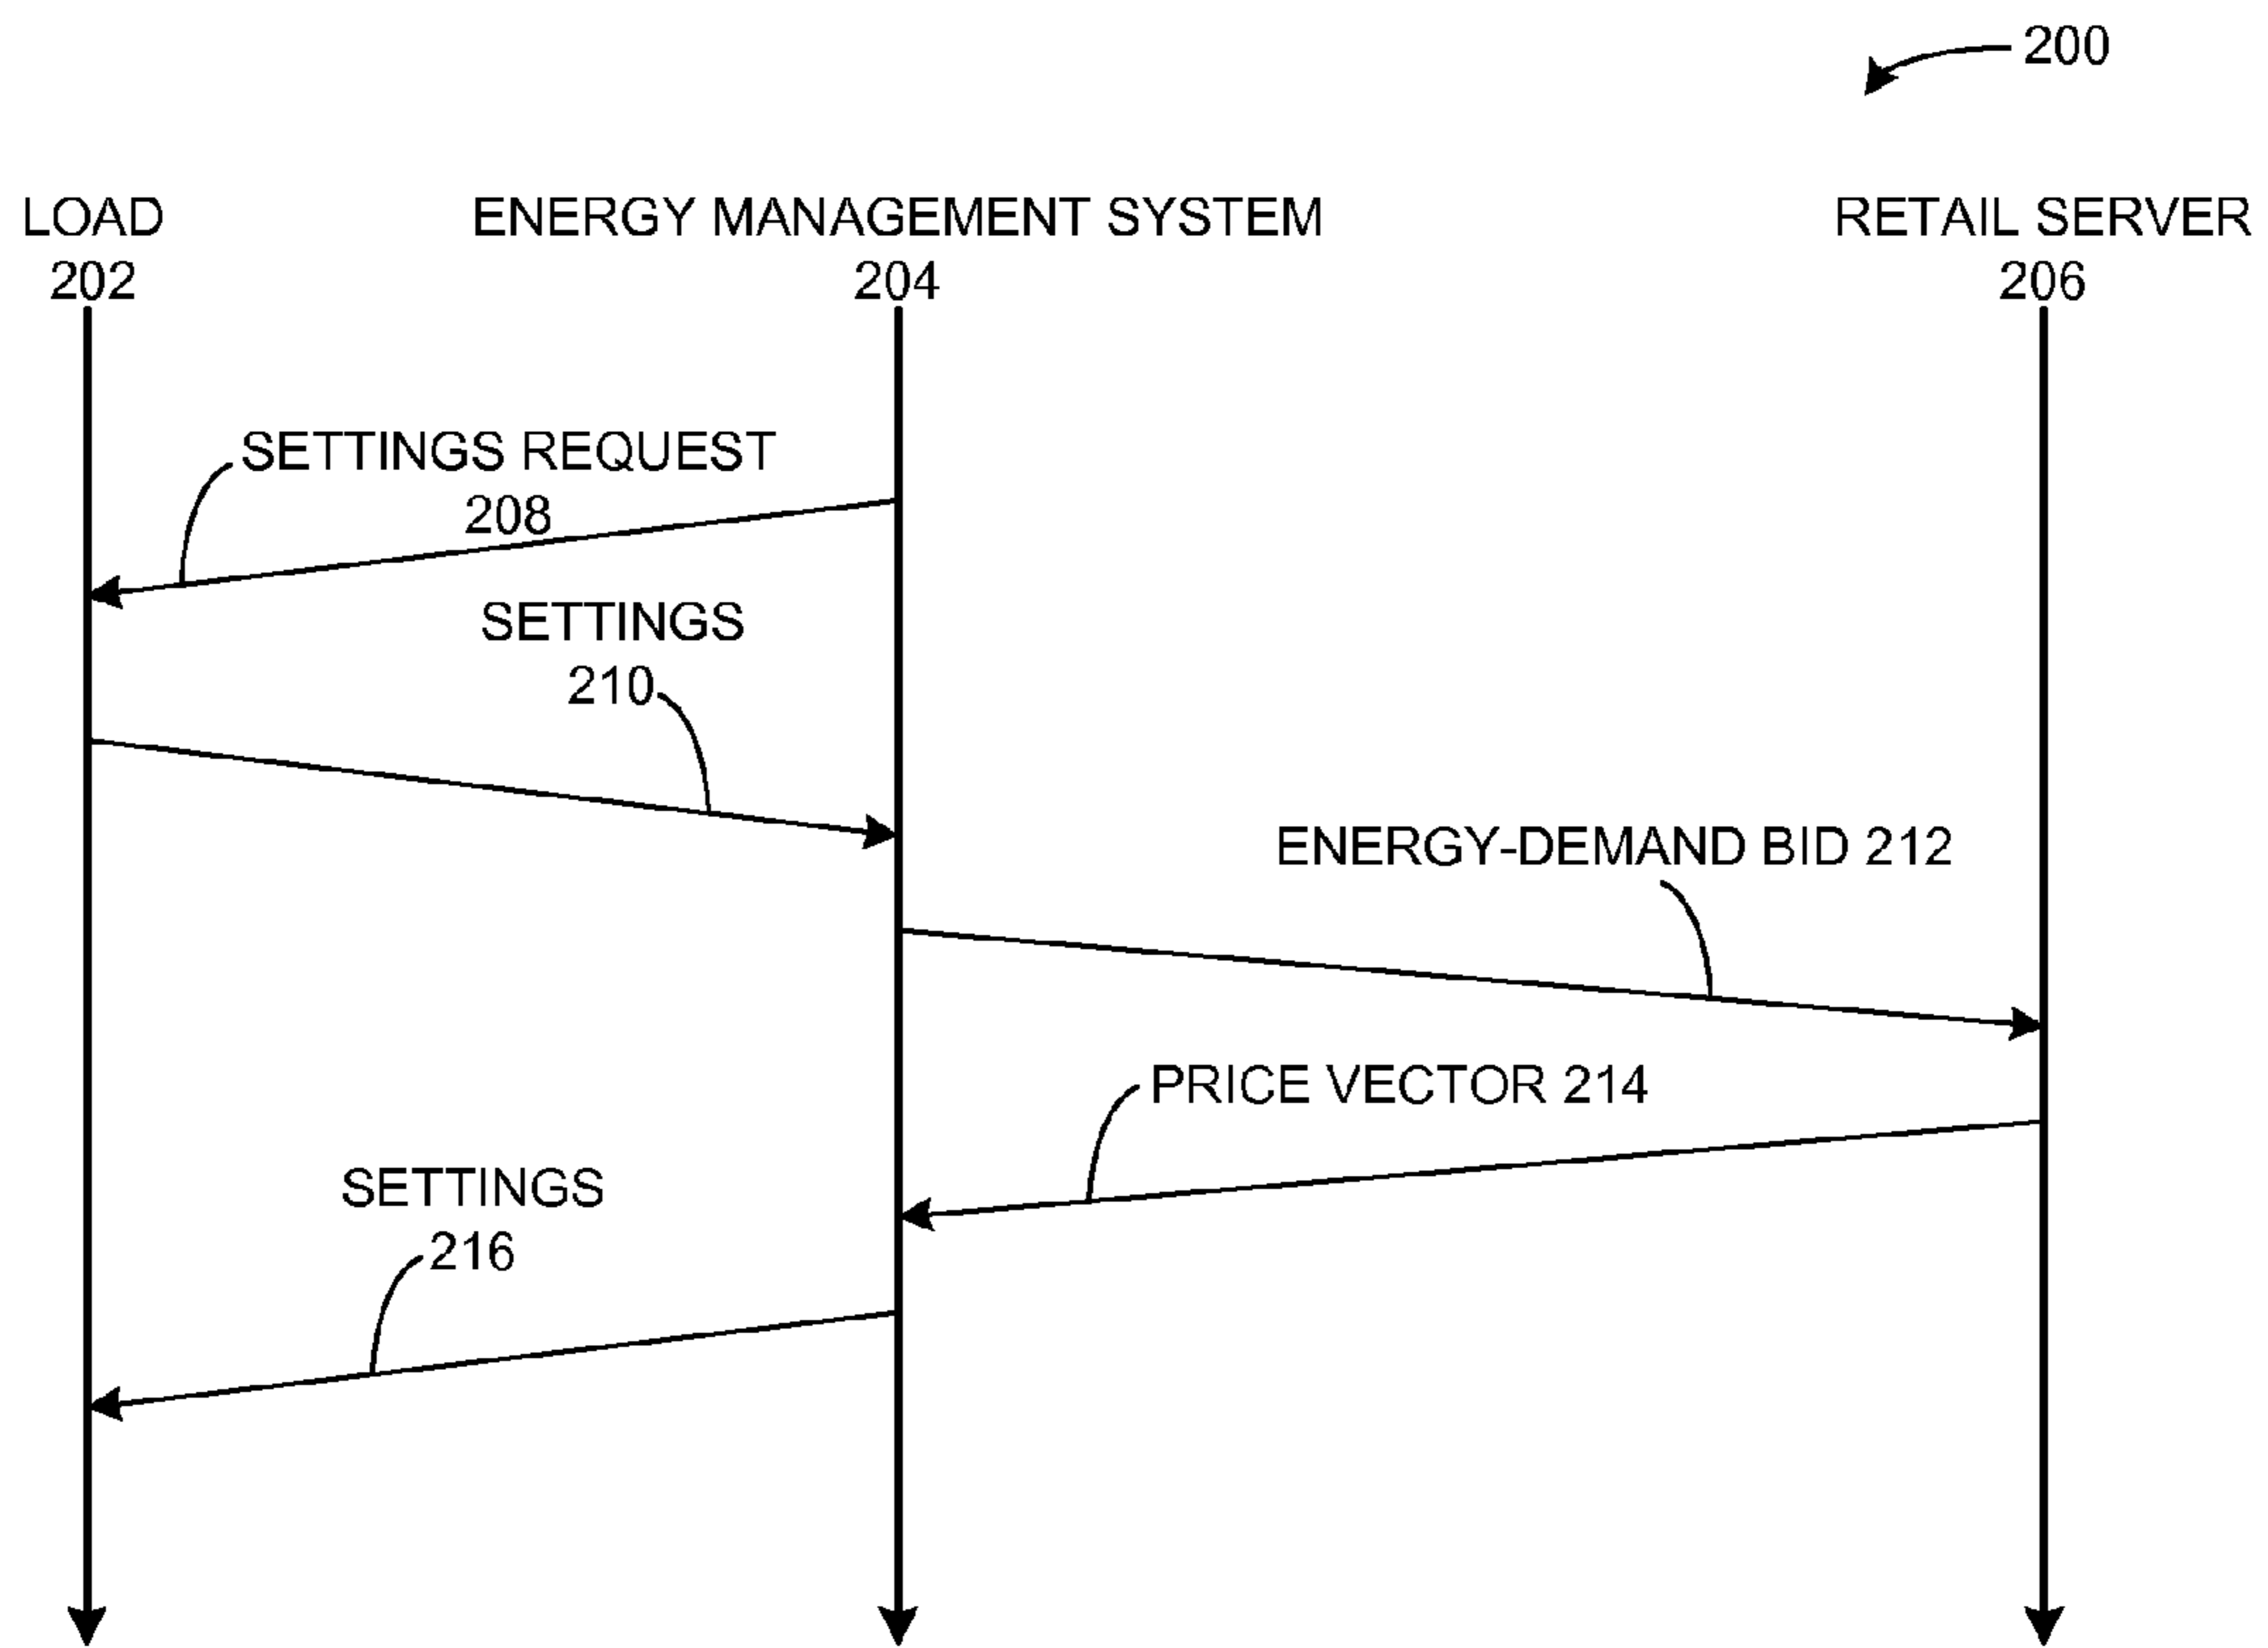 200
LOAD
202
ENERGY MANAGEMENT SYSTEM
204
RETAIL SERVER
206
SETTINGS REQUEST
208
SETTINGS
210
ENERGY-DEMAND BID 212
PRICE VECTOR 214
SETTINGS
216